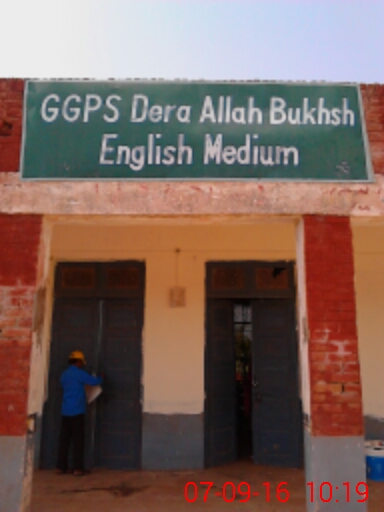 GGPS Dera Allah Bukhsh
English Medium
07-09-16 10:19